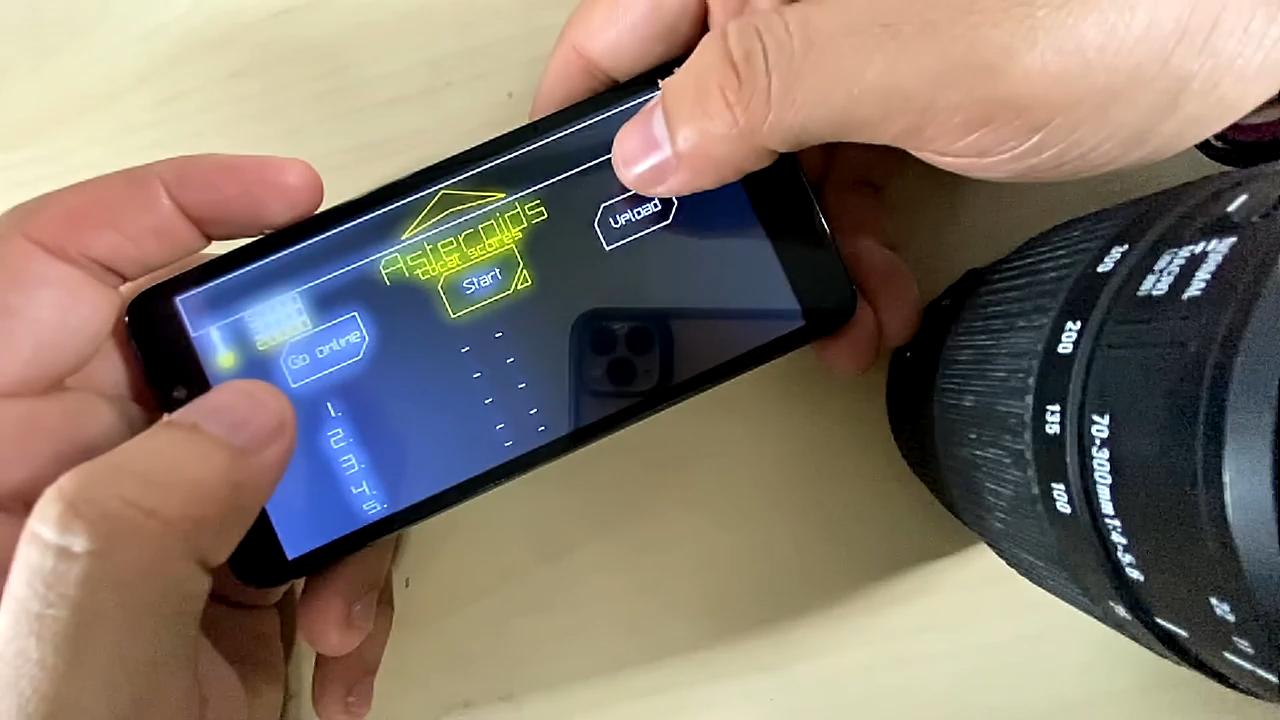 Asteroids
Local scores
Start
Upload
Go online
1.
2.
3.
4.
5.
200
135
100
70-300mm 1:4-5.6